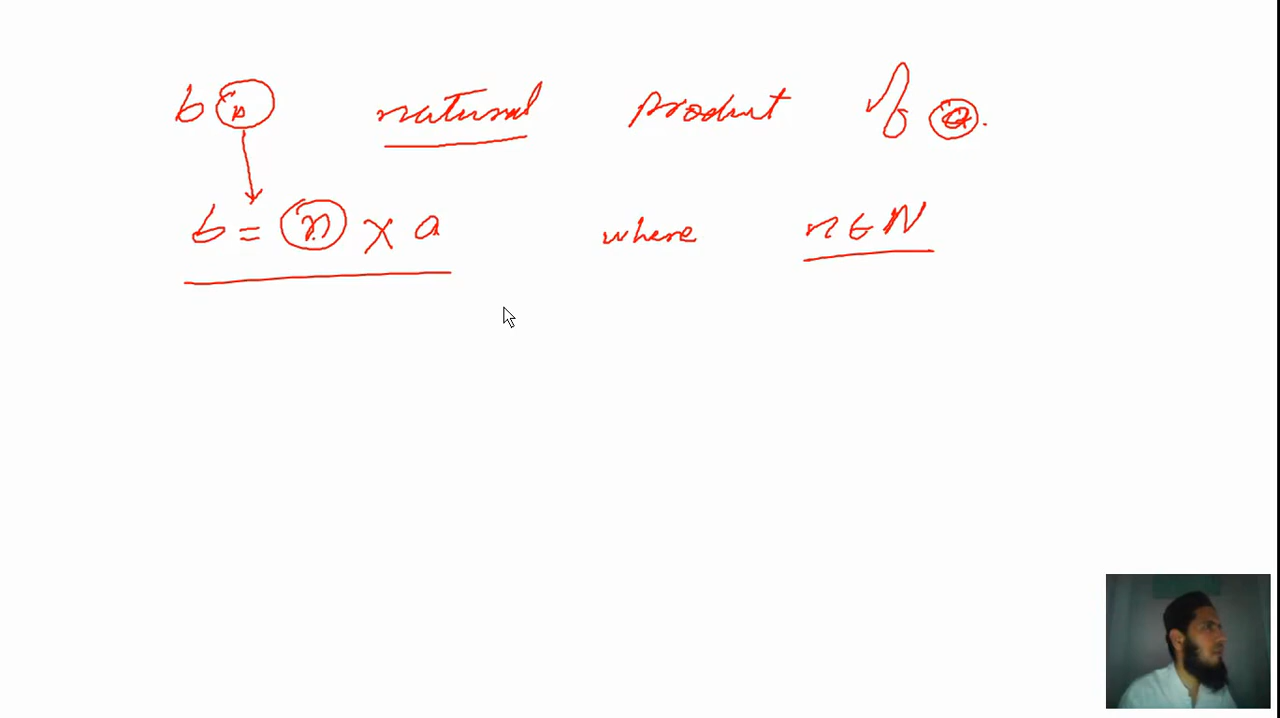 b is natural product of a.
b = n × a where n ∈ N